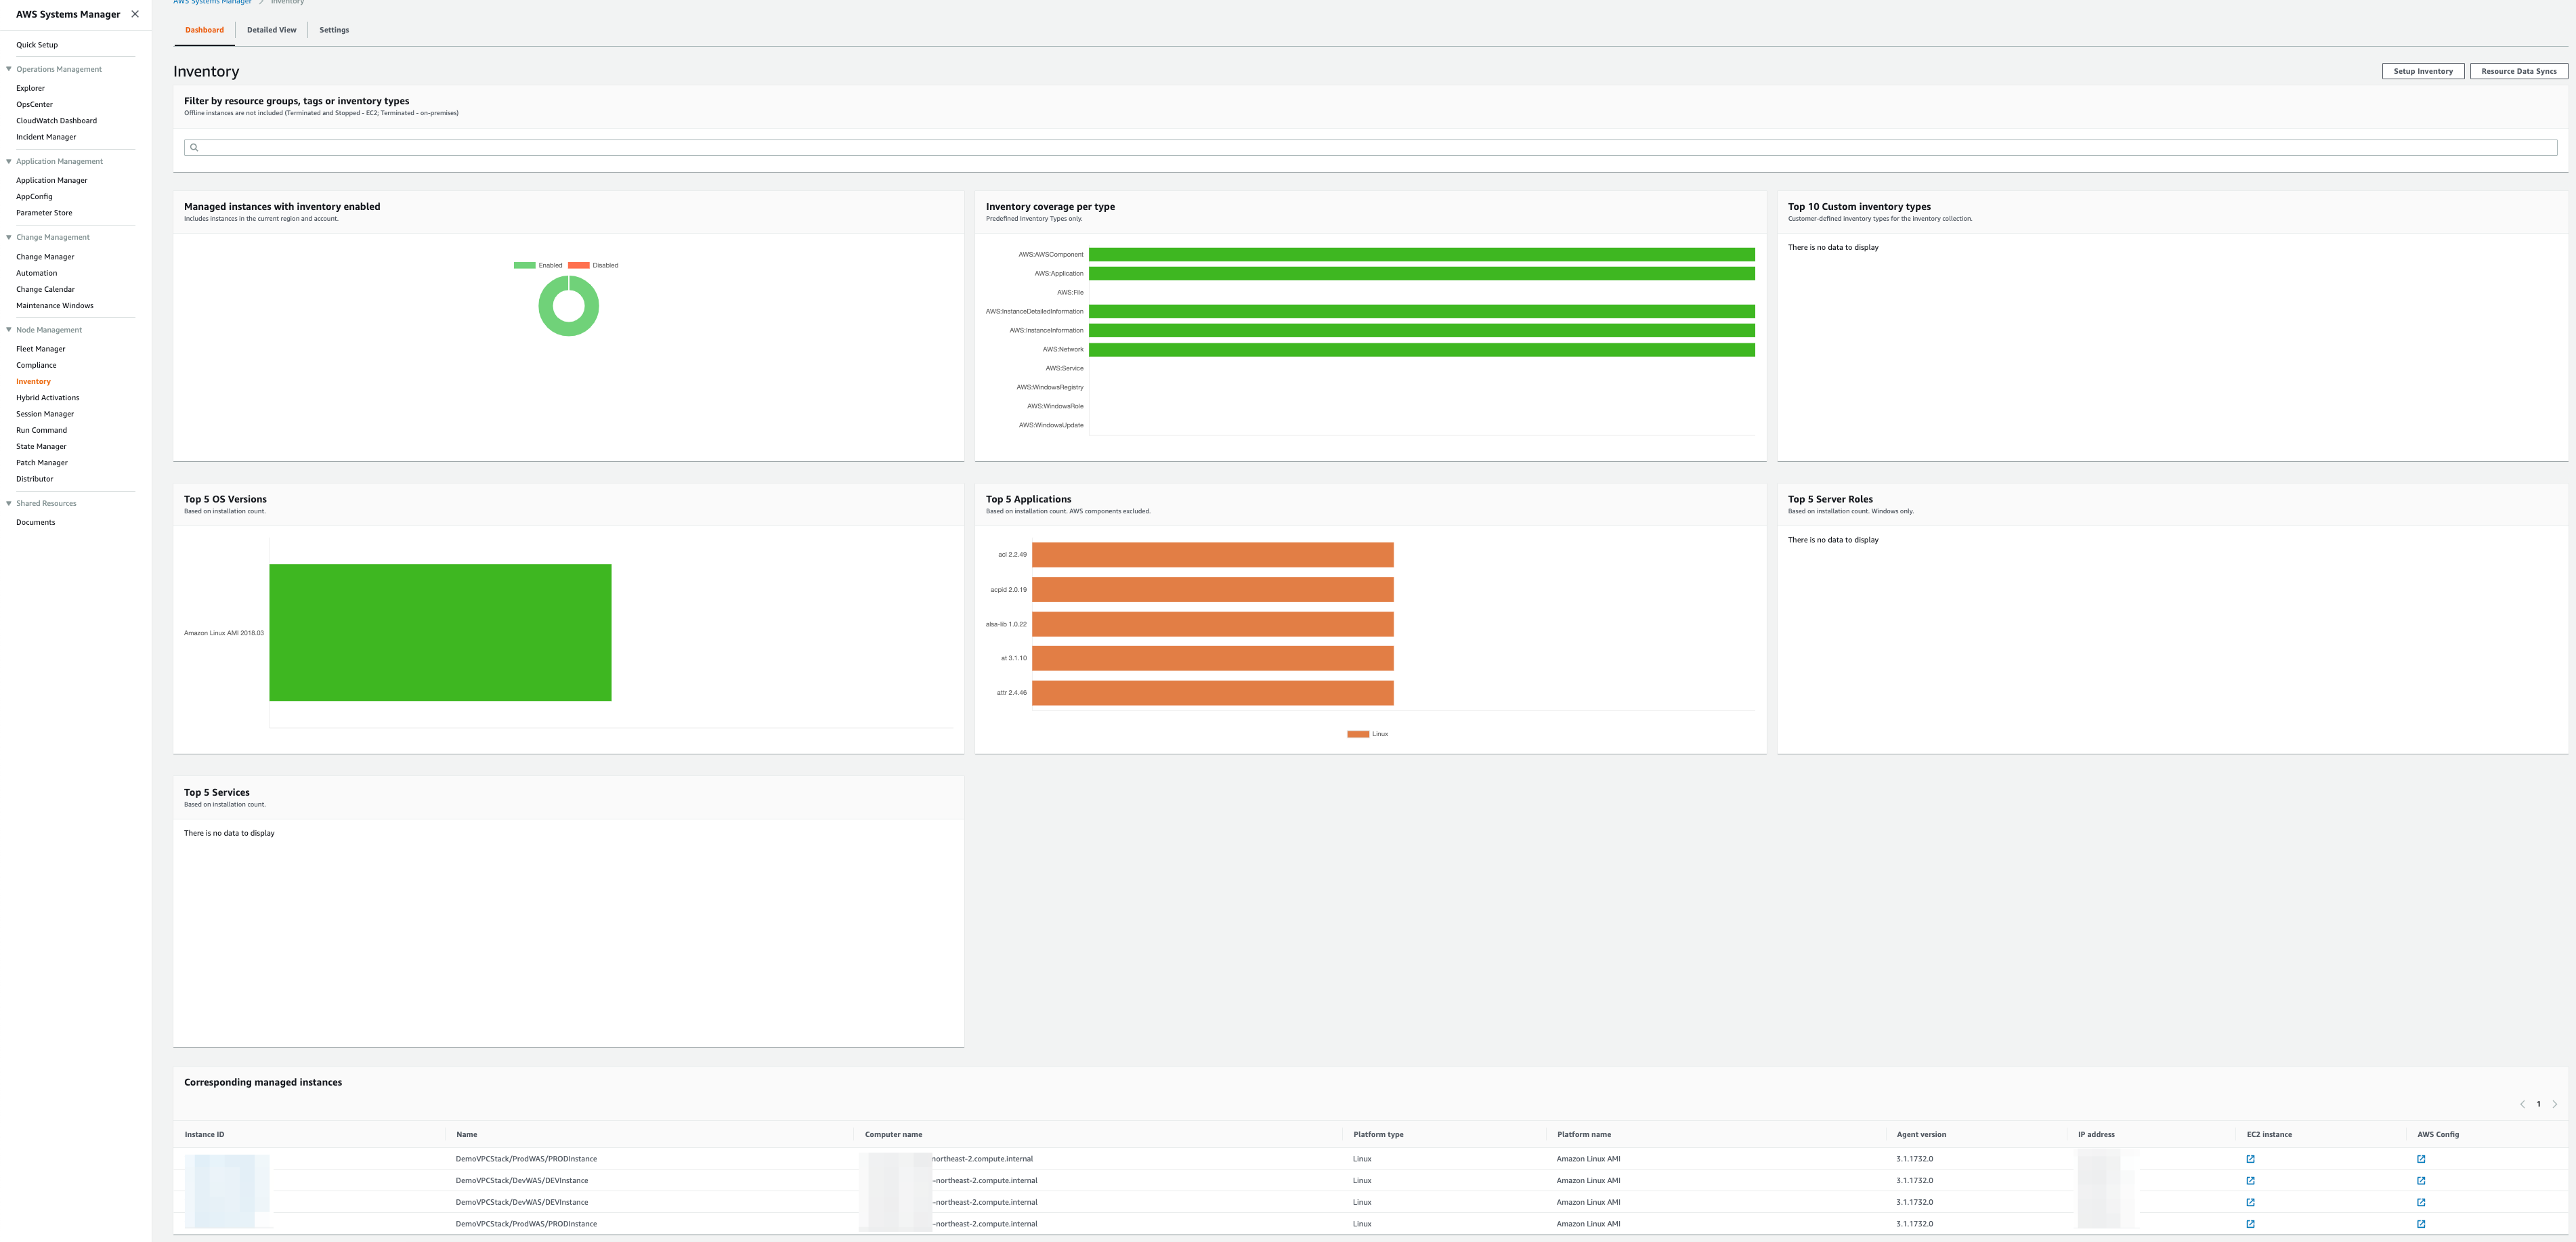 AWS Systems Manager
Quick Setup
Operations Management
Explorer
OpsCenter
CloudWatch Dashboard
Incident Manager
Application Management
Application Manager
AppConfig
Parameter Store
Change Management
Change Manager
Automation
Change Calendar
Maintenance Windows
Node Management
Fleet Manager
Compliance
Inventory
Hybrid Activations
Session Manager
Run Command
State Manager
Patch Manager
Distributor
Shared Resources
Documents
AWS Systems Manager > Inventory
Dashboard Detailed View Settings
Inventory
Setup Inventory Resource Data Syncs
Filter by resource groups, tags or inventory types
Offline instances are not included (Terminated and Stopped - EC2; Terminated - on-premises)
Managed instances with inventory enabled
Includes instances in the current region and account.
Enabled Disabled
Inventory coverage per type
Predefined Inventory Types only.
AWS:AWSComponent
AWS:Application
AWS:File
AWS:InstanceDetailedInformation
AWS:InstanceInformation
AWS:Network
AWS:Service
AWS:WindowsRegistry
AWS:WindowsRole
AWS:WindowsUpdate
Top 10 Custom inventory types
Customer-defined inventory types for the inventory collection.
There is no data to display
Top 5 OS Versions
Based on installation count.
Amazon Linux AMI 2018.03
Top 5 Applications
Based on installation count. AWS components excluded.
acl 2.2.49
acpid 2.0.19
alsa-lib 1.0.22
at 3.1.10
attr 2.4.46
Linux
Top 5 Server Roles
Based on installation count. Windows only.
There is no data to display
Top 5 Services
Based on installation count.
There is no data to display
Corresponding managed instances
1
Instance ID Name Computer name Platform type Platform name Agent version IP address EC2 instance AWS Config
DemoVPCStack/ProdWAS/PRODInstance northeast-2.compute.internal Linux Amazon Linux AMI 3.1.1732.0
DemoVPCStack/DevWAS/DEVInstance -northeast-2.compute.internal Linux Amazon Linux AMI 3.1.1732.0
DemoVPCStack/DevWAS/DEVInstance -northeast-2.compute.internal Linux Amazon Linux AMI 3.1.1732.0
DemoVPCStack/ProdWAS/PRODInstance -northeast-2.compute.internal Linux Amazon Linux AMI 3.1.1732.0